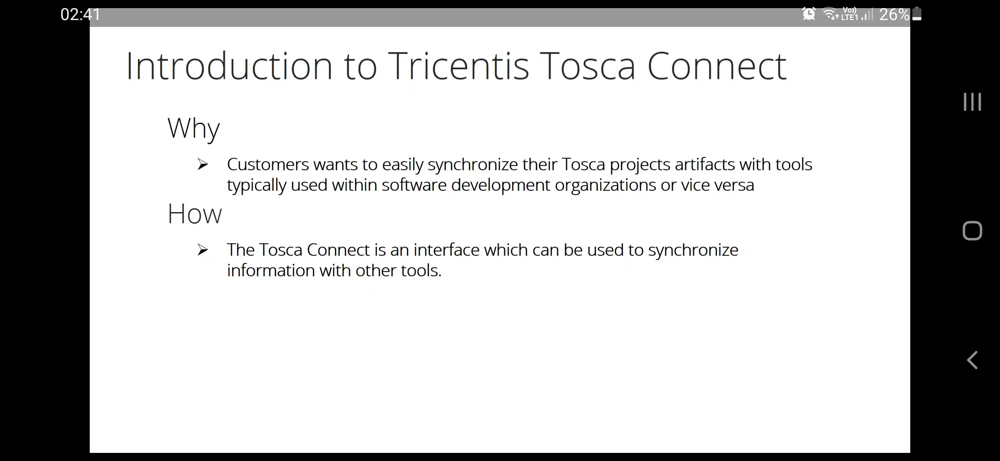 02:41
Vo)) LTE1 26%
Introduction to Tricentis Tosca Connect
Why
➢ Customers wants to easily synchronize their Tosca projects artifacts with tools
typically used within software development organizations or vice versa
How
➢ The Tosca Connect is an interface which can be used to synchronize
information with other tools.